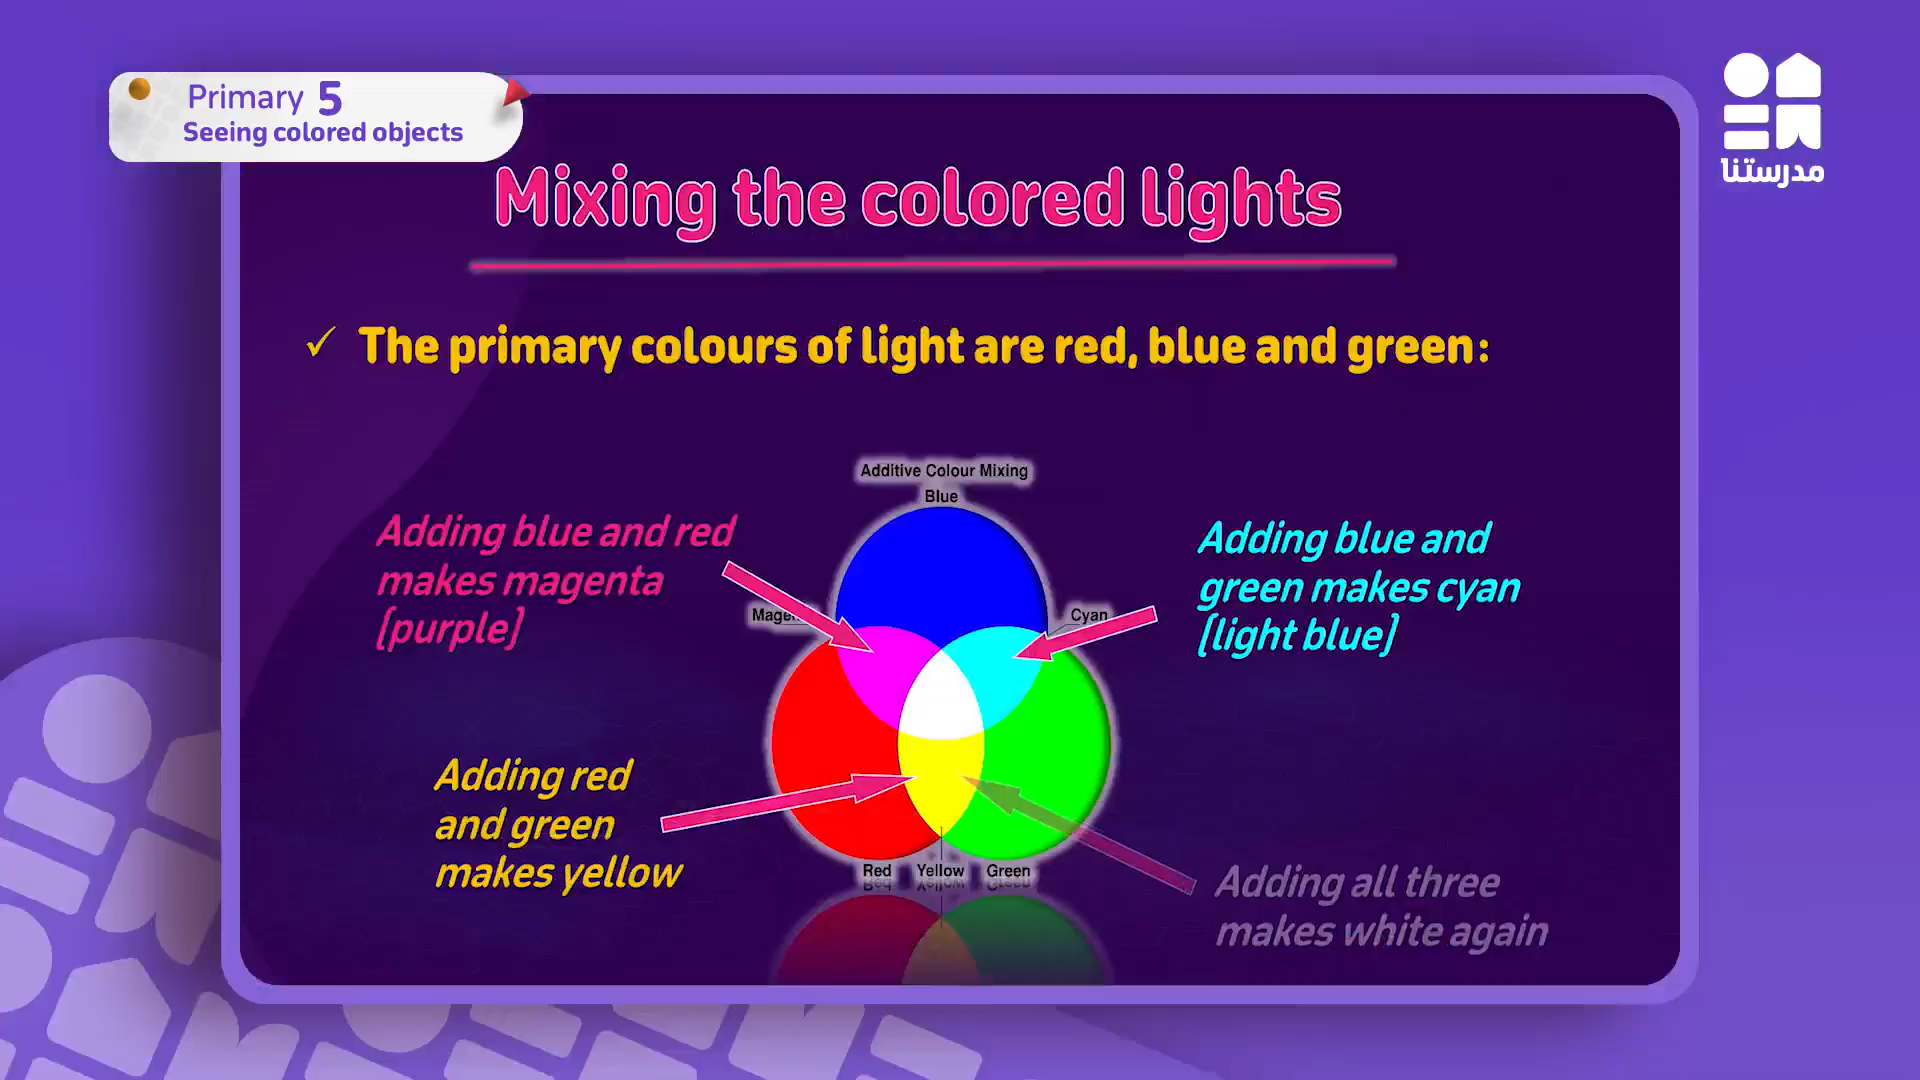 Primary 5
Seeing colored objects
مدرستنا
Mixing the colored lights
✓ The primary colours of light are red, blue and green:
Additive Colour Mixing
Blue
Adding blue and red
makes magenta
(purple)
Adding blue and
green makes cyan
(light blue)
Cyan
Adding red
and green
makes yellow
Red Yellow Green
Adding all three
makes white again